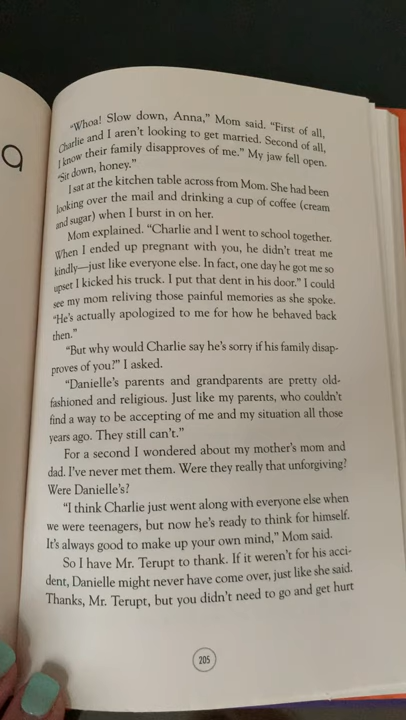 a
"Whoa! Slow down, Anna," Mom said. "First of all,
Charlie and I aren't looking to get married. Second of all,
I know their family disapproves of me." My jaw fell open.
"Sit down, honey."
I sat at the kitchen table across from Mom. She had been
looking over the mail and drinking a cup of coffee (cream
and sugar) when I burst in on her.
Mom explained. "Charlie and I went to school together.
When I ended up pregnant with you, he didn't treat me
kindly—just like everyone else. In fact, one day he got me so
upset I kicked his truck. I put that dent in his door." I could
see my mom reliving those painful memories as she spoke.
"He's actually apologized to me for how he behaved back
then."
"But why would Charlie say he's sorry if his family disap-
proves of you?" I asked.
"Danielle's parents and grandparents are pretty old-
fashioned and religious. Just like my parents, who couldn't
find a way to be accepting of me and my situation all those
years ago. They still can't."
For a second I wondered about my mother's mom and
dad. I've never met them. Were they really that unforgiving?
Were Danielle's?
"I think Charlie just went along with everyone else when
we were teenagers, but now he's ready to think for himself.
It's always good to make up your own mind," Mom said.
So I have Mr. Terupt to thank. If it weren't for his acci-
dent, Danielle might never have come over, just like she said.
Thanks, Mr. Terupt, but you didn't need to go and get hurt
205